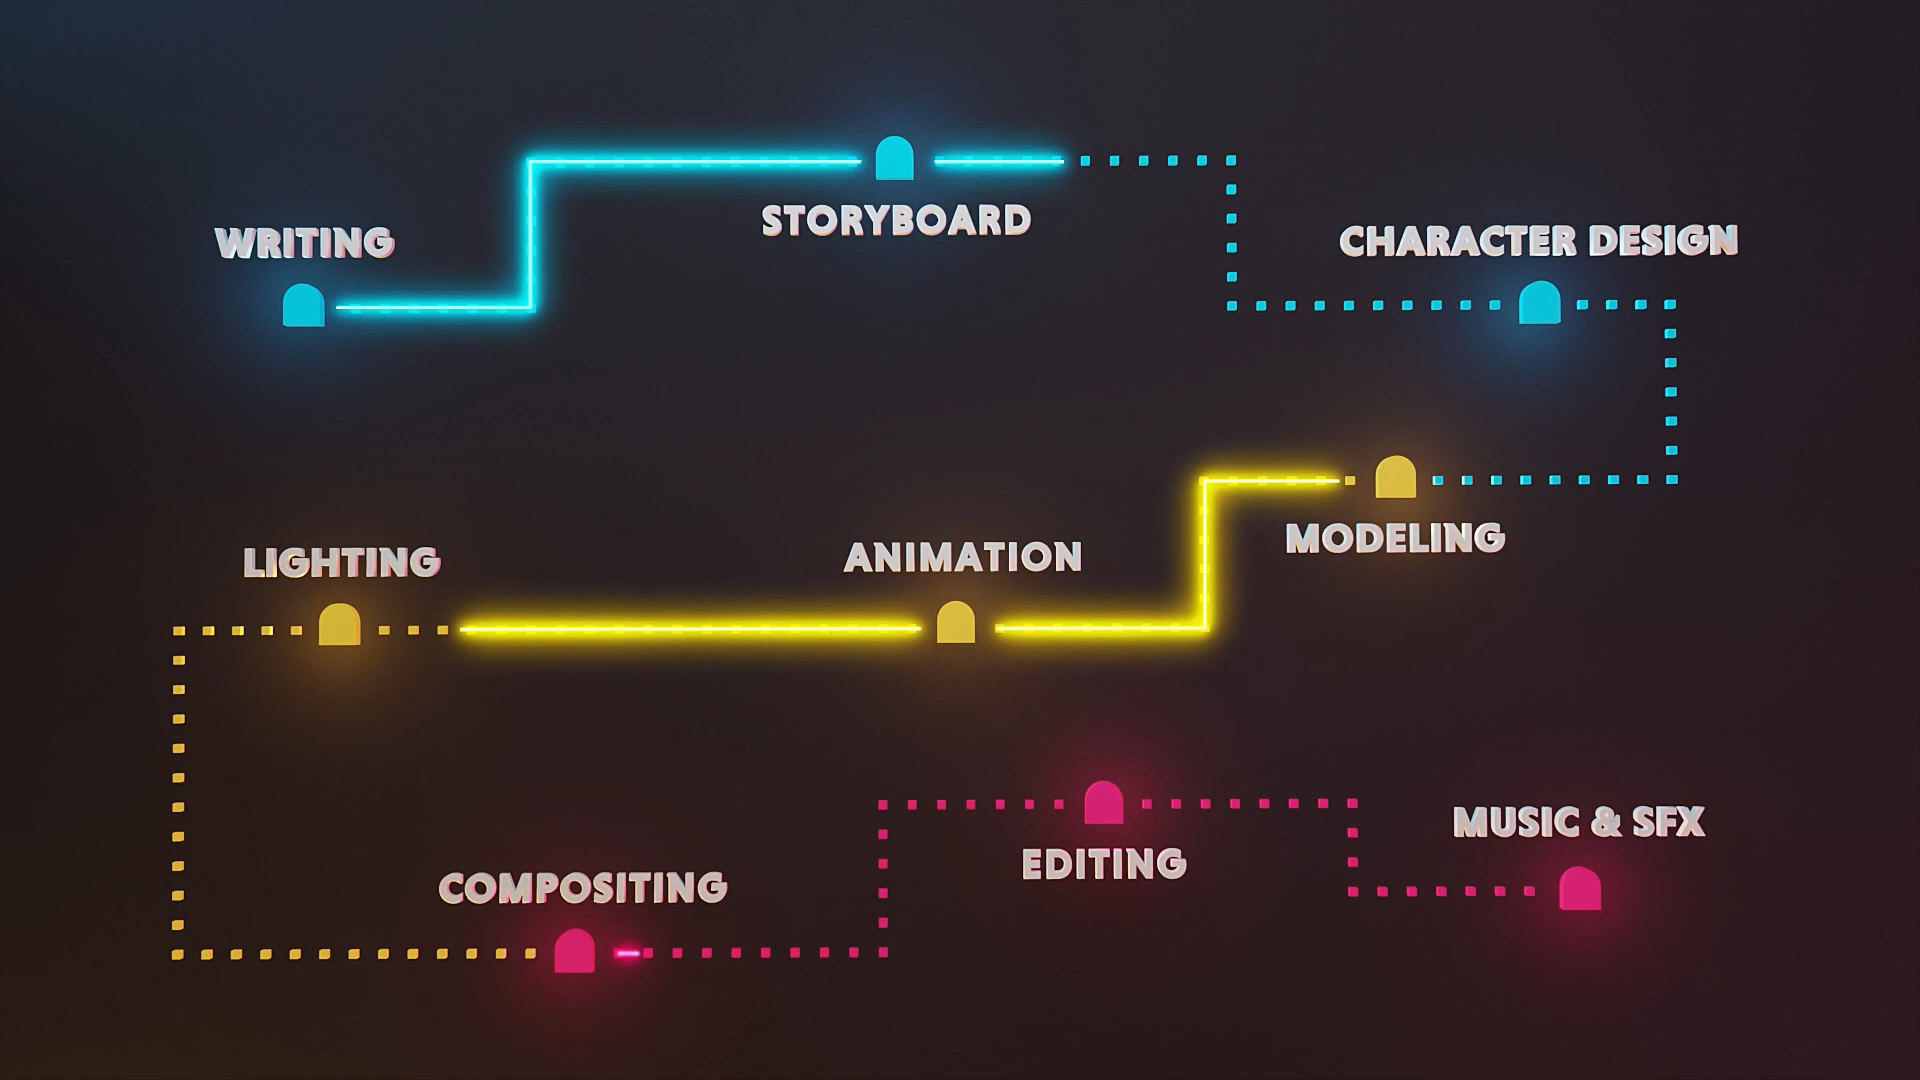 WRITING
STORYBOARD
CHARACTER DESIGN
MODELING
ANIMATION
LIGHTING
COMPOSITING
EDITING
MUSIC & SFX